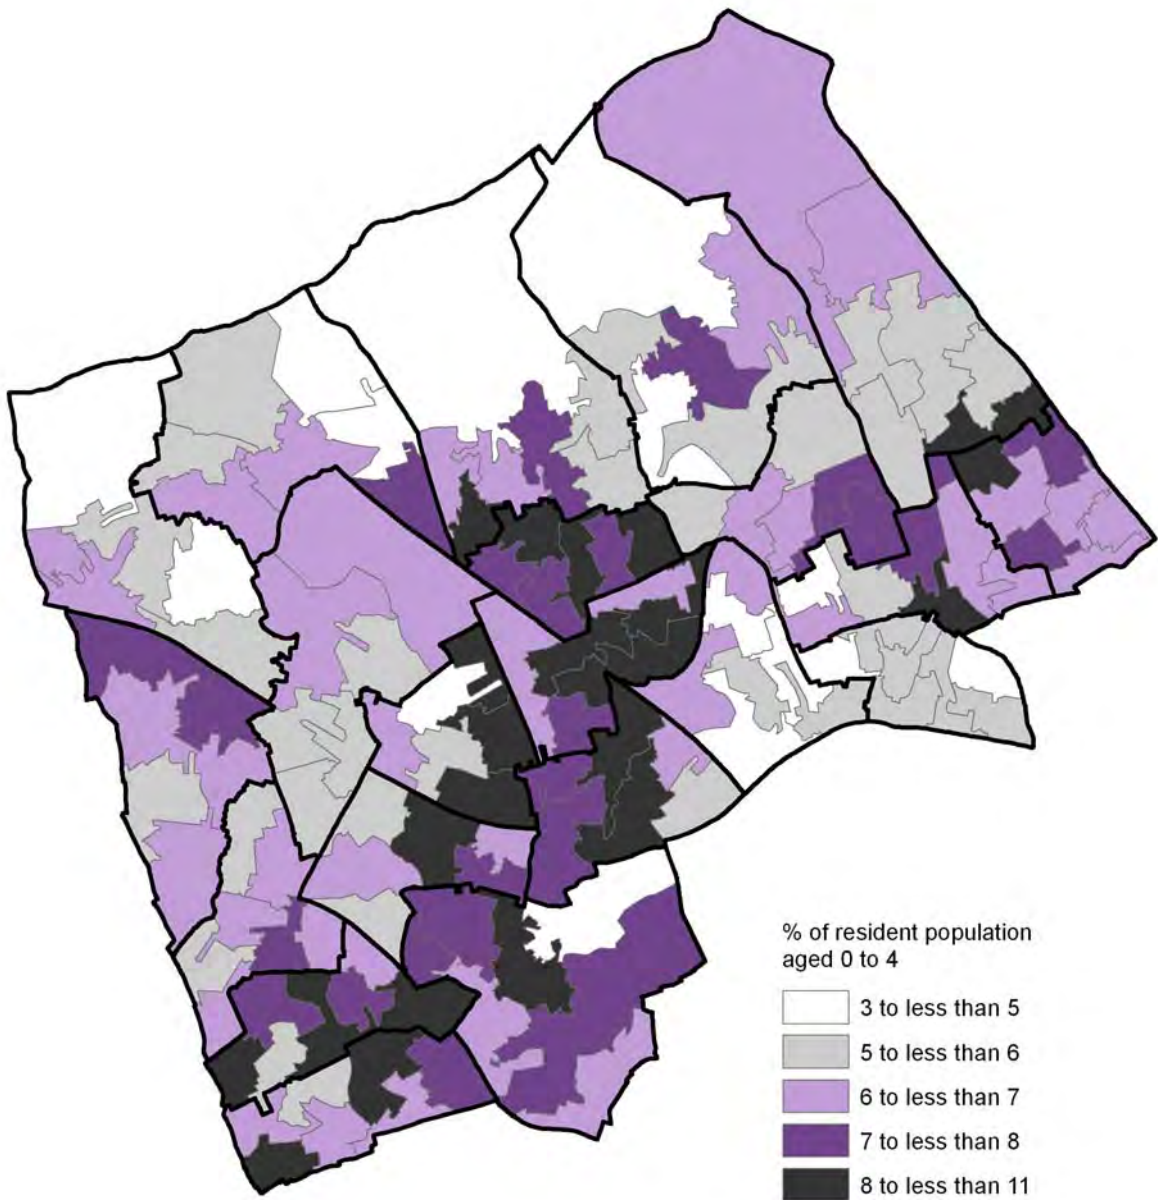 % of resident population
aged 0 to 4
3 to less than 5
5 to less than 6
6 to less than 7
7 to less than 8
8 to less than 11